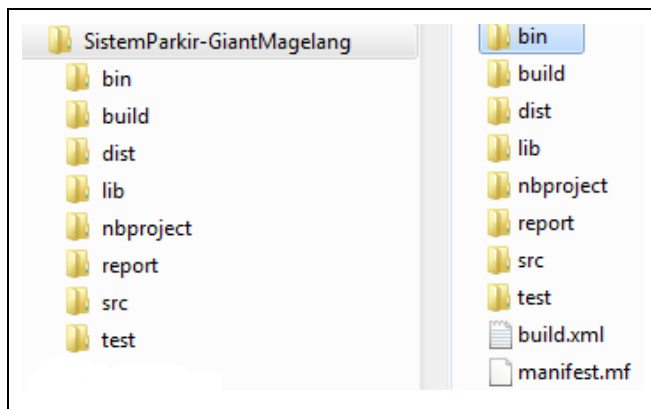 SistemParkir-GiantMagelang
bin
build
dist
lib
nbproject
report
src
test
bin
build
dist
lib
nbproject
report
src
test
build.xml
manifest.mf